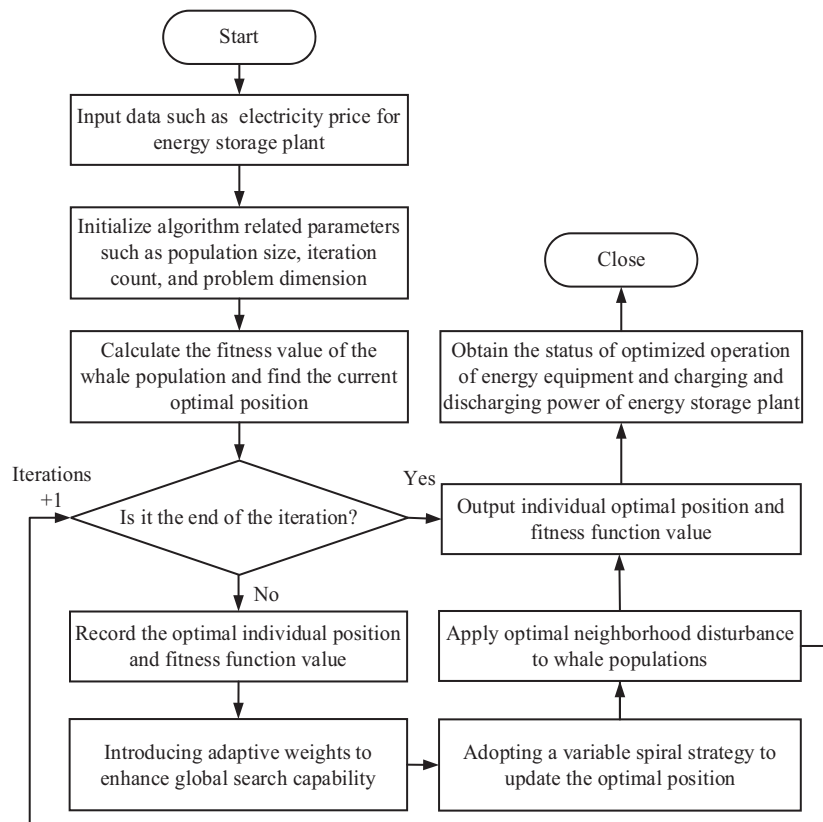 Start
Input data such as electricity price for
energy storage plant
Initialize algorithm related parameters
such as population size, iteration
count, and problem dimension
Calculate the fitness value of the
whale population and find the current
optimal position
Iterations
+1
Is it the end of the iteration?
Yes
No
Record the optimal individual position
and fitness function value
Introducing adaptive weights to
enhance global search capability
Adopting a variable spiral strategy to
update the optimal position
Apply optimal neighborhood disturbance
to whale populations
Output individual optimal position and
fitness function value
Obtain the status of optimized operation
of energy equipment and charging and
discharging power of energy storage plant
Close